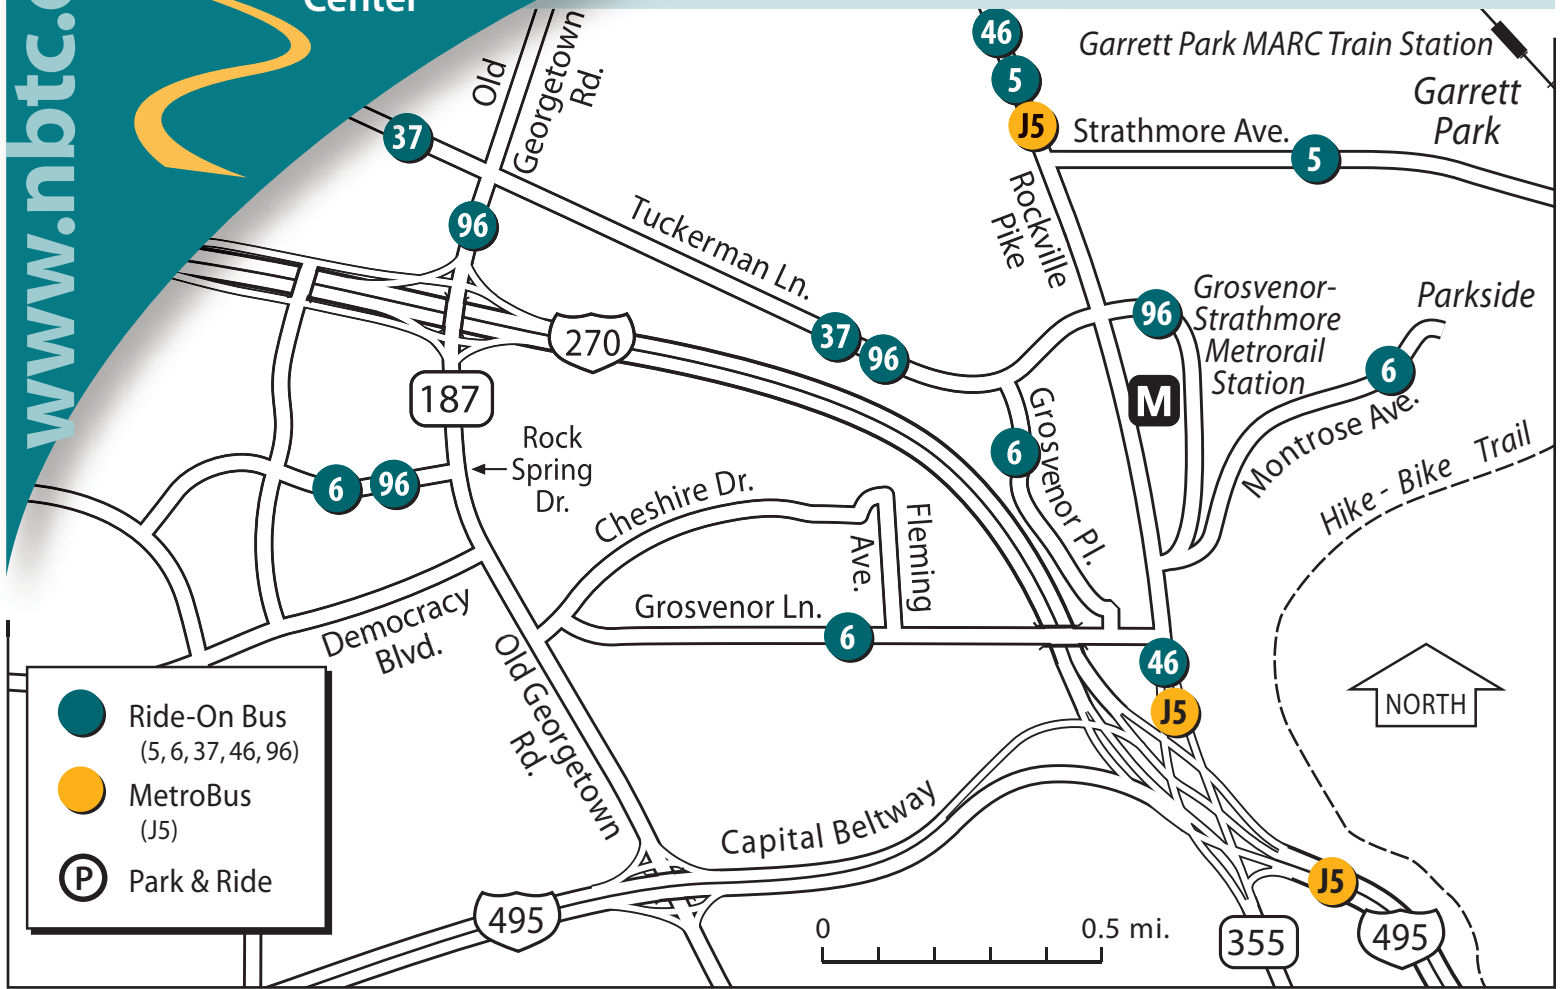 Center
www.nbtc.
46
5
J5
Garrett Park MARC Train Station
Garrett
Park
Strathmore Ave.
5
Old
Georgetown
Rd.
37
96
Tuckerman Ln.
Rockville
Pike
37
96
96
Grosvenor-
Strathmore
Metrorail
Station
Parkside
6
M
Montrose Ave.
Hike - Bike Trail
270
187
Rock
Spring
Dr.
6
96
Grosvenor Pl.
6
Cheshire Dr.
Fleming
Ave.
Grosvenor Ln.
6
Democracy
Blvd.
Old Georgetown
Rd.
46
J5
NORTH
Ride-On Bus
(5, 6, 37, 46, 96)
MetroBus
(J5)
P
Park & Ride
Capital Beltway
495
0
0.5 mi.
J5
355
495